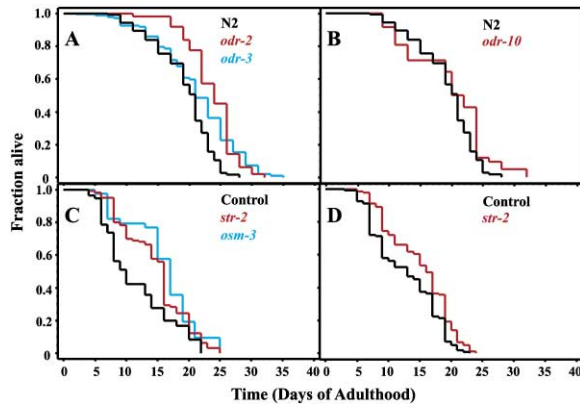 A
N2
odr-2
odr-3
B
N2
odr-10
C
Control
str-2
osm-3
D
Control
str-2
1.0
0.8
0.6
0.4
0.2
0
1.0
0.8
0.6
0.4
0.2
0
Fraction alive
0 5 10 15 20 25 30 35 40
0 5 10 15 20 25 30 35 40
Time (Days of Adulthood)